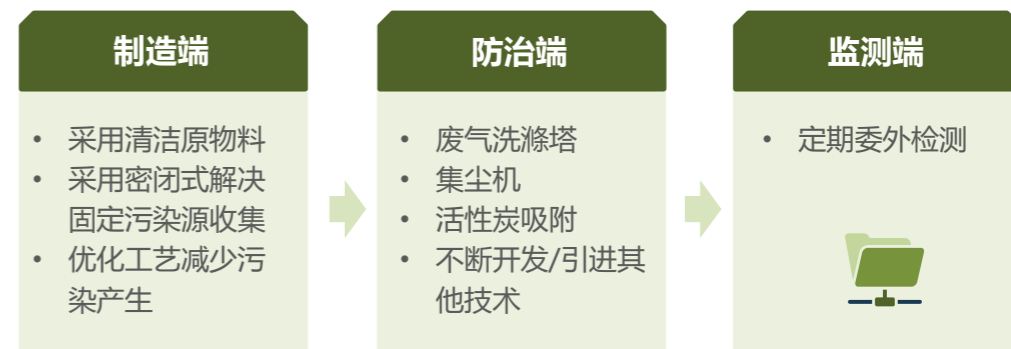 制造端
• 采用清洁原物料
• 采用密闭式解决
固定污染源收集
• 优化工艺减少污
染产生
防治端
• 废气洗涤塔
• 集尘机
• 活性炭吸附
• 不断开发/引进其
他技术
监测端
• 定期委外检测